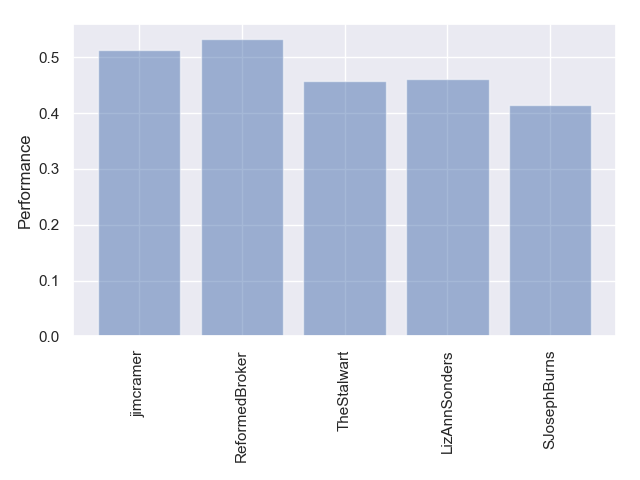 Performance
0.5
0.4
0.3
0.2
0.1
0.0
jimcramer
ReformedBroker
TheStalwart
LizAnnSonders
SJosephBurns